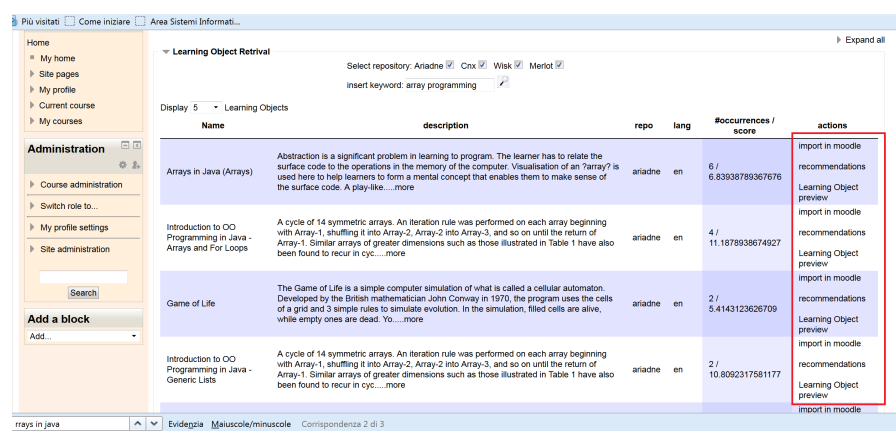 Più visitati Come iniziare Area Sistemi Informati...
Home
My home
Site pages
My profile
Current course
My courses
Administration
Course administration
Switch role to...
My profile settings
Site administration
Search
Add a block
Add...
Expand all
Learning Object Retrival
Select repository: Ariadne Cnx Wisk Merlot
insert keyword: array programming
Display 5 Learning Objects
Name description repo lang #occurrences / score actions
Arrays in Java (Arrays)
Abstraction is a significant problem in learning to program. The learner has to relate the
surface code to the operations in the memory of the computer. Visualisation of an ?array? is
used here to help learners to form a mental concept that enables them to make sense of
the surface code. A play-like.....more
ariadne en
6 /
6.83938789367676
import in moodle
recommendations
Learning Object
preview
Introduction to OO
Programming in Java -
Arrays and For Loops
A cycle of 14 symmetric arrays. An iteration rule was performed on each array beginning
with Array-1, shuffling it into Array-2, Array-2 into Array-3, and so on until the return of
Array-1. Similar arrays of greater dimensions such as those illustrated in Table 1 have also
been found to recur in cyc.....more
ariadne en
4 /
11.1878938674927
import in moodle
recommendations
Learning Object
preview
Game of Life
The Game of Life is a simple computer simulation of what is called a cellular automaton.
Developed by the British mathematician John Conway in 1970, the program uses the cells
of a grid and 3 simple rules to simulate evolution. In the simulation, filled cells are alive,
while empty ones are dead. Yo.....more
ariadne en
2 /
5.4143123626709
import in moodle
recommendations
Learning Object
preview
Introduction to OO
Programming in Java -
Generic Lists
A cycle of 14 symmetric arrays. An iteration rule was performed on each array beginning
with Array-1, shuffling it into Array-2, Array-2 into Array-3, and so on until the return of
Array-1. Similar arrays of greater dimensions such as those illustrated in Table 1 have also
been found to recur in cyc.....more
ariadne en
2 /
10.8092317581177
import in moodle
recommendations
Learning Object
preview
import in moodle
rrays in java Evidenzia Maiuscole/minuscole Corrispondenza 2 di 3